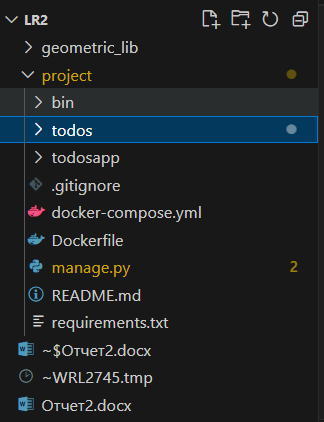 LR2
geometric_lib
project
bin
todos
todosapp
.gitignore
docker-compose.yml
Dockerfile
manage.py 2
README.md
requirements.txt
~$Отчет2.docx
~WRL2745.tmp
Отчет2.docx